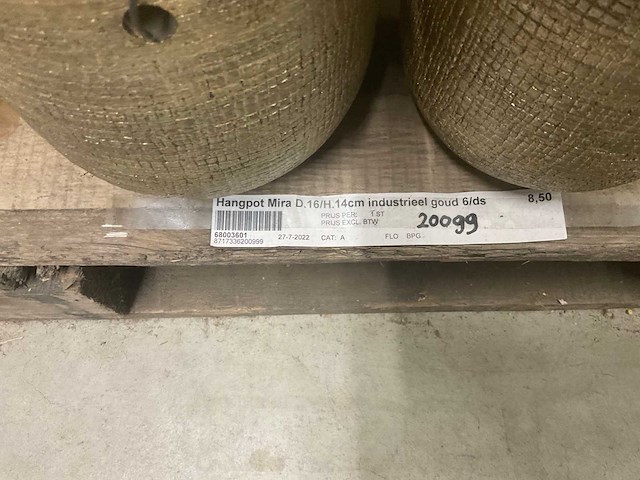 Hangpot Mira D.16/H.14cm industrieel goud 6/ds 8,50
PRIJS PER: 1 ST
PRIJS EXCL. BTW
20099
68003601
8717336200999
27-7-2022 CAT: A FLO BPG